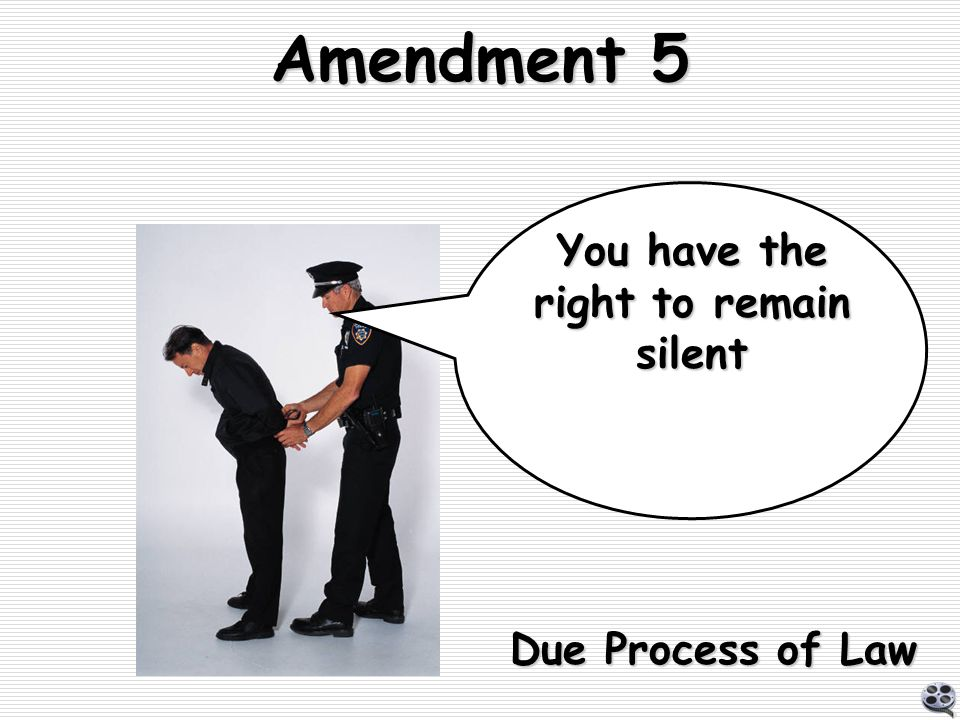 Amendment 5
You have the
right to remain
silent
Due Process of Law